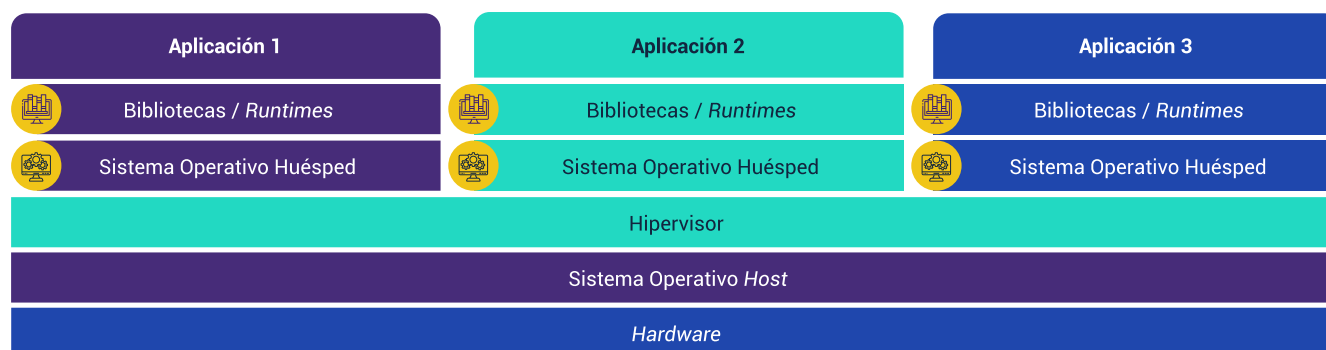 Aplicación 1
Aplicación 2
Aplicación 3
Bibliotecas / Runtimes
Bibliotecas / Runtimes
Bibliotecas / Runtimes
Sistema Operativo Huésped
Sistema Operativo Huésped
Sistema Operativo Huésped
Hipervisor
Sistema Operativo Host
Hardware